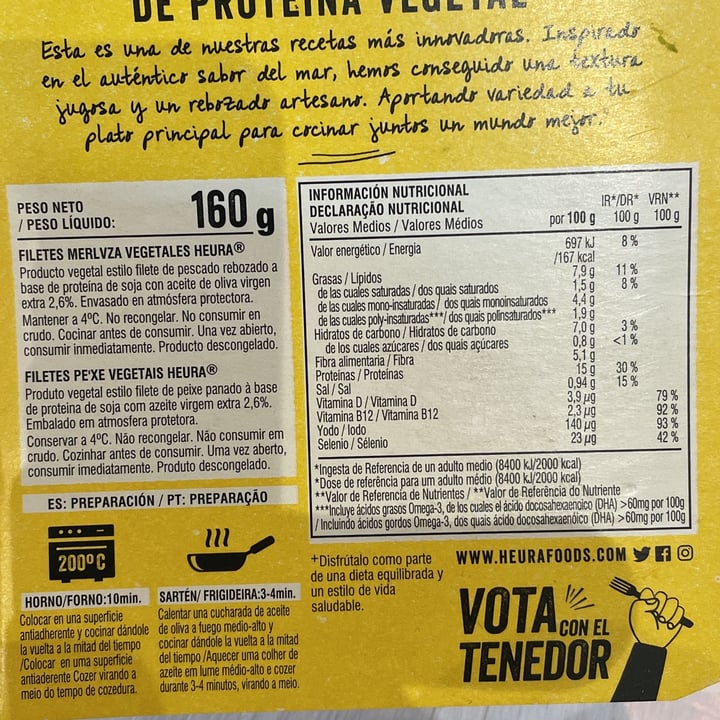 DE PROTEÍNA VEGETAL
Esta es una de nuestras recetas más innovadoras. Inspirado
en el auténtico sabor del mar, hemos conseguido una textura
jugosa y un rebozado artesano. Aportando variedad a tu
plato principal para cocinar juntos un mundo mejor.
PESO NETO
/ PESO LÍQUIDO:
160 g
FILETES MERLVZA VEGETALES HEURA®
Producto vegetal estilo filete de pescado rebozado a
base de proteína de soja con aceite de oliva virgen
extra 2,6%. Envasado en atmósfera protectora.
Mantener a 4ºC. No recongelar. No consumir en
crudo. Cocinar antes de consumir. Una vez abierto,
consumir inmediatamente. Producto descongelado.
FILETES PE'XE VEGETAIS HEURA®
Produto vegetal estilo filete de peixe panado à base
de proteina de soja com azeite virgem extra 2,6%.
Embalado em atmosfera protetora.
Conservar a 4ºC. Não recongelar. Não consumir em
crudo. Cozinhar antes de consumir. Uma vez aberto,
consumir imediatamente. Produto descongelado.
INFORMACIÓN NUTRICIONAL
DECLARAÇÃO NUTRICIONAL
Valores Medios / Valores Médios por 100 g IR*/DR* 100 g VRN** 100 g
Valor energético / Energia 697 kJ 8 %
/167 kcal
Grasas / Lípidos 7,9 g 11 %
de las cuales saturadas / dos quais saturados 1,5 g 8 %
de las cuales mono-insaturadas / dos quais monoinsaturados 4,4 g
de las cuales poly-insaturadas***/ dos quais polinsaturados*** 1,9 g
Hidratos de carbono / Hidratos de carbono 7,0 g 3 %
de los cuales azúcares / dos quais açúcares 0,8 g <1 %
Fibra alimentaria / Fibra 5,1 g
Proteínas / Proteínas 15 g 30 %
Sal / Sal 0,94 g 15 %
Vitamina D / Vitamina D 3,9 µg 79 %
Vitamina B12 / Vitamina B12 2,3 µg 92 %
Yodo / Iodo 140 µg 93 %
Selenio / Sélenio 23 µg 42 %
*Ingesta de Referencia de un adulto medio (8400 kJ/2000 kcal)
*Dose de referência para um adulto médio (8400 kJ/2000 kcal)
**Valor de Referencia de Nutrientes / **Valor de Referência do Nutriente
***Incluye ácidos grasos Omega-3, de los cuales el ácido docosahexaenoico (DHA) >60mg por 100g
/ Incluindo ácidos gordos Omega-3, dos quais ácido docosahexaenóico (DHA) >60mg por 100g
ES: PREPARACIÓN / PT: PREPARAÇÃO
200ºC
HORNO/FORNO:10min.
Colocar en una superficie
antiadherente y cocinar dándole
la vuelta a la mitad del tiempo
/Colocar en uma superficie
antiaderente Cozer virando a
meio do tempo de cozedura.
SARTÉN/ FRIGIDEIRA:3-4min.
Calentar una cucharada de aceite
de oliva a fuego medio-alto y
cocinar dándole la vuelta a la mitad
del tiempo /Aquecer uma colher de
azeite em lume médio-alto e cozer
durante 3-4 minutos, virando a meio.
+Disfrútalo como parte
de una dieta equilibrada y
un estilo de vida
saludable.
WWW.HEURAFOODS.COM
VOTA
CON EL
TENEDOR